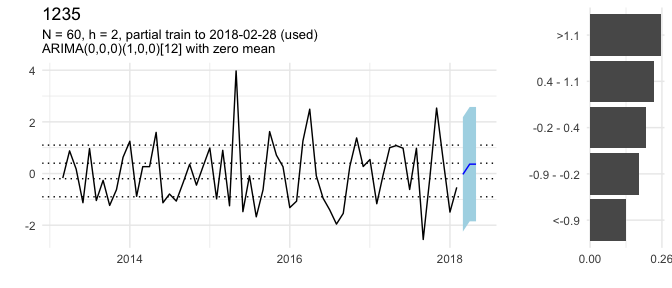 1235
N = 60, h = 2, partial train to 2018-02-28 (used)
ARIMA(0,0,0)(1,0,0)[12] with zero mean
4
2
0
-2
2014
2016
2018
>1.1
0.4 - 1.1
-0.2 - 0.4
-0.9 - -0.2
<-0.9
0.00
0.26